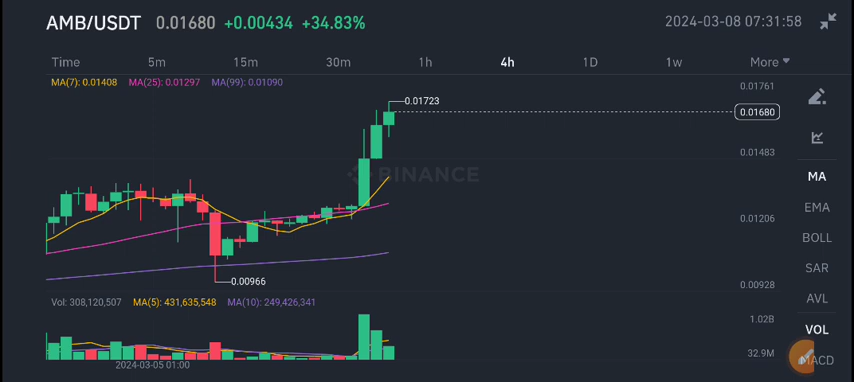 AMB/USDT 0.01680 +0.00434 +34.83% 2024-03-08 07:31:58
Time 5m 15m 30m 1h 4h 1D 1w More
MA(7): 0.01408 MA(25): 0.01297 MA(99): 0.01090
0.01761
0.01723
0.01680
0.01483
BINANCE
0.01206
0.00966
0.00928
Vol: 308,120,507 MA(5): 431,635,548 MA(10): 249,426,341
1.02B
32.9M
2024-03-05 01:00
MA
EMA
BOLL
SAR
AVL
VOL
MACD